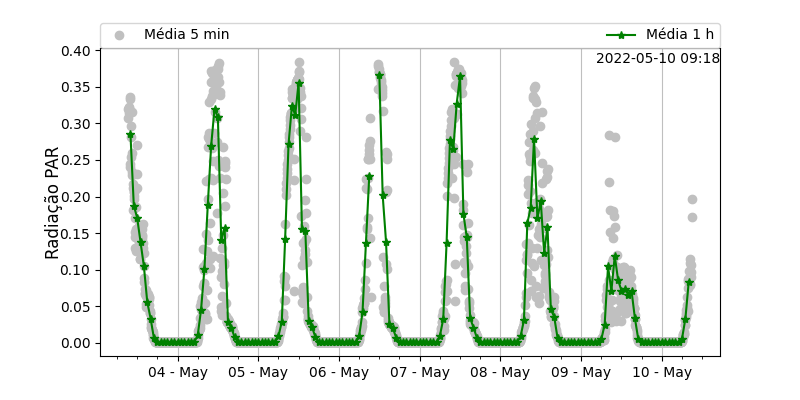 Média 5 min
Média 1 h
2022-05-10 09:18
Radiação PAR
0.40
0.35
0.30
0.25
0.20
0.15
0.10
0.05
0.00
04 - May
05 - May
06 - May
07 - May
08 - May
09 - May
10 - May